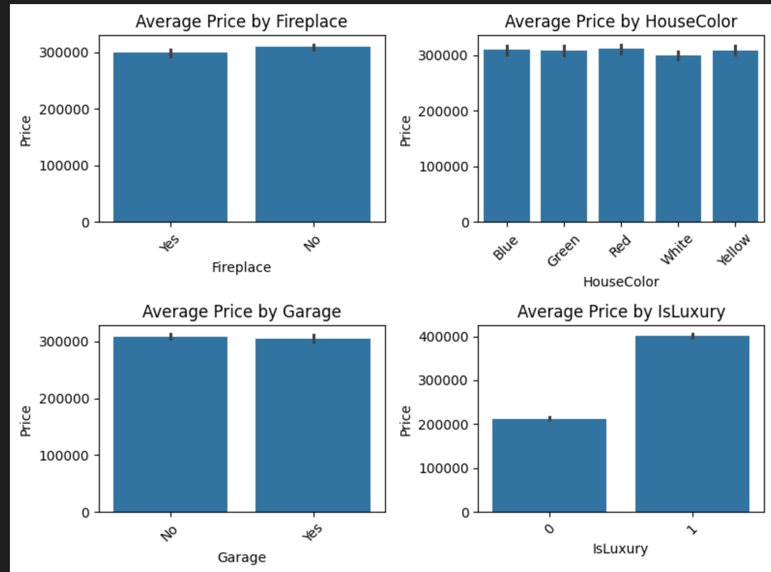 Average Price by Fireplace
300000
200000
100000
0
Price
Yes
No
Fireplace
Average Price by HouseColor
300000
200000
100000
0
Price
Blue
Green
Red
White
Yellow
HouseColor
Average Price by Garage
300000
200000
100000
0
Price
No
Yes
Garage
Average Price by IsLuxury
400000
300000
200000
100000
0
Price
0
1
IsLuxury